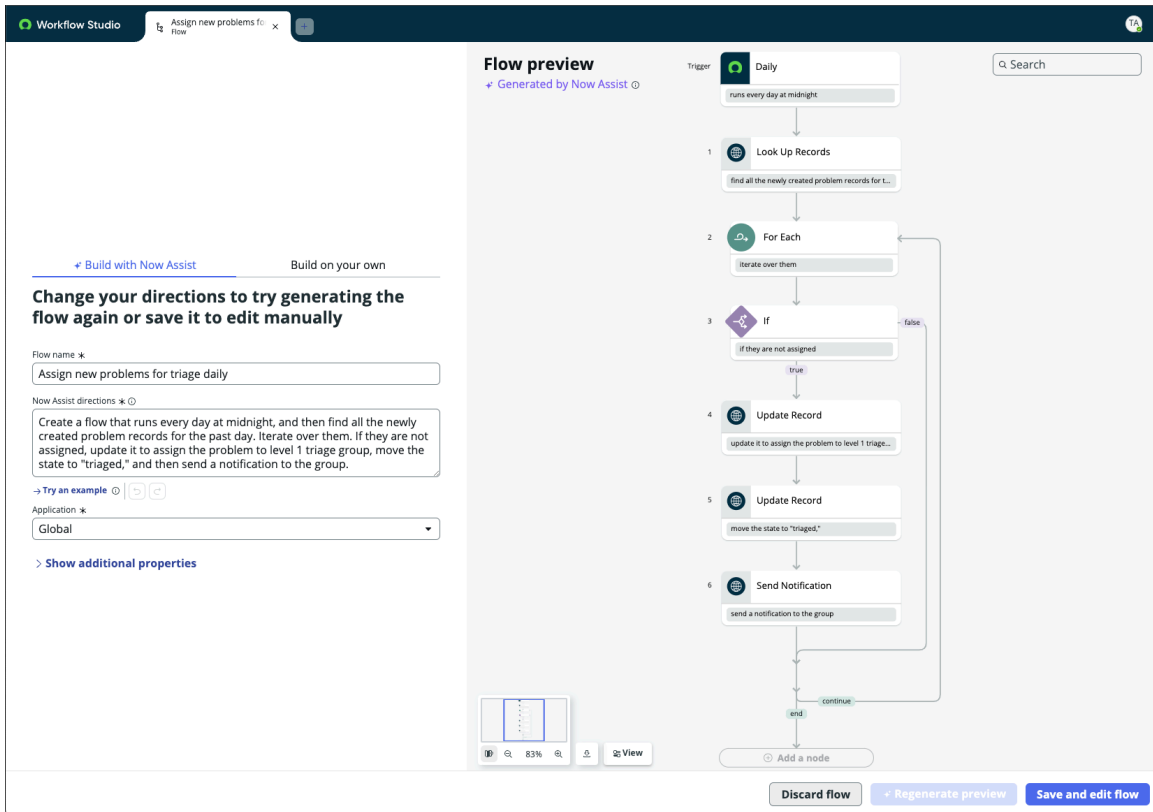 Workflow Studio
Assign new problems fo
Flow
TA
Build with Now Assist
Build on your own
Change your directions to try generating the
flow again or save it to edit manually
Flow name *
Assign new problems for triage daily
Now Assist directions *
Create a flow that runs every day at midnight, and then find all the newly
created problem records for the past day. Iterate over them. If they are not
assigned, update it to assign the problem to level 1 triage group, move the
state to "triaged," and then send a notification to the group.
Try an example
Application *
Global
Show additional properties
Flow preview
Generated by Now Assist
Search
Trigger
Daily
runs every day at midnight
1
Look Up Records
find all the newly created problem records for t...
2
For Each
iterate over them
3
If
false
if they are not assigned
true
4
Update Record
update it to assign the problem to level 1 triage...
5
Update Record
move the state to "triaged,"
6
Send Notification
send a notification to the group
continue
end
Add a node
83%
View
Discard flow
Regenerate preview
Save and edit flow